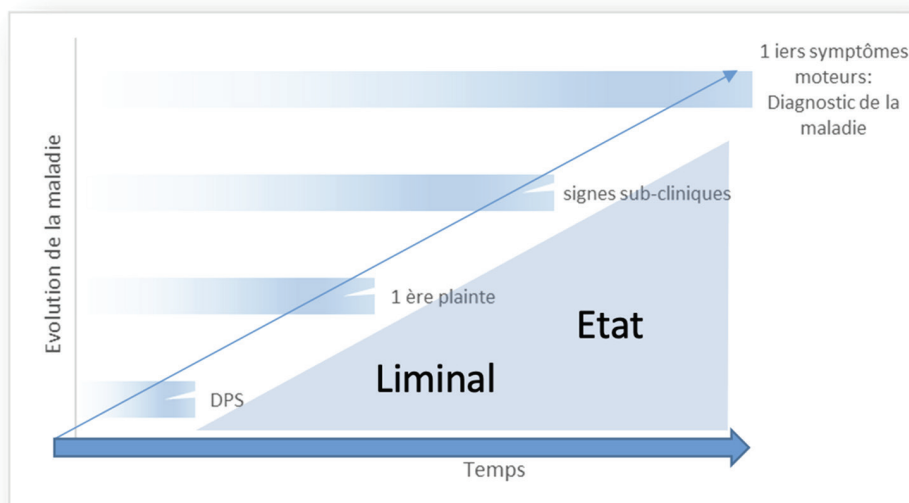 1 iers symptômes
moteurs:
Diagnostic de la
maladie
Evolution de la maladie
signes sub-cliniques
1 ère plainte
Etat
Liminal
DPS
Temps